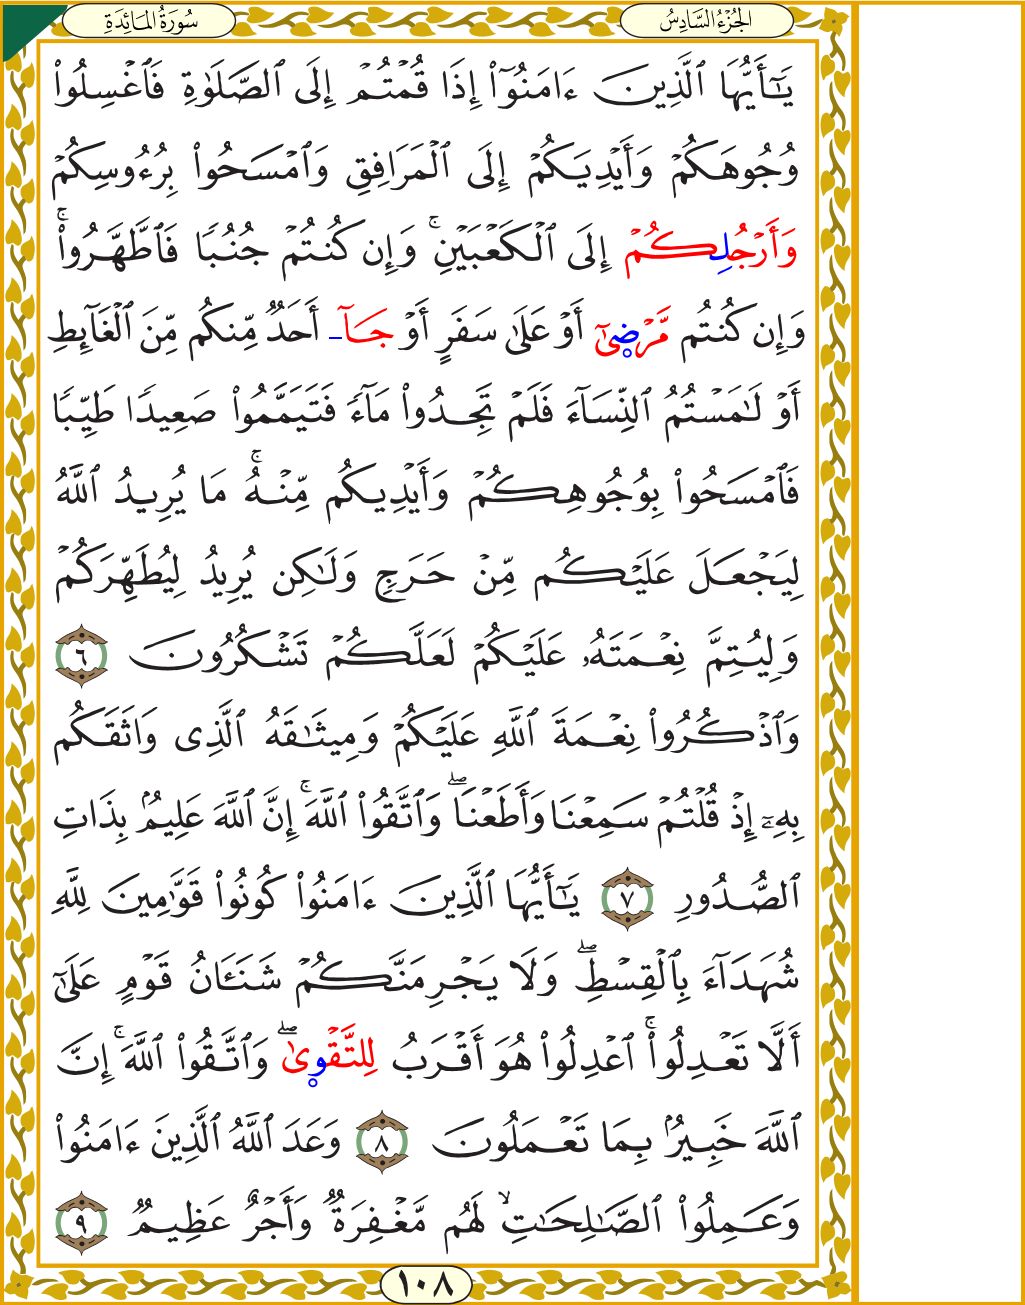 الجُزْءُ السَّادِسُ
سُورَةُ المَائِدَةِ
يَٰٓأَيُّهَا ٱلَّذِينَ ءَامَنُوٓاْ إِذَا قُمۡتُمۡ إِلَى ٱلصَّلَوٰةِ فَٱغۡسِلُواْ
وُجُوهَكُمۡ وَأَيۡدِيَكُمۡ إِلَى ٱلۡمَرَافِقِ وَٱمۡسَحُواْ بِرُءُوسِكُمۡ
وَأَرۡجُلِكُمۡ إِلَى ٱلۡكَعۡبَيۡنِۚ وَإِن كُنتُمۡ جُنُبٗا فَٱطَّهَّرُواْۚ
وَإِن كُنتُم مَّرۡضِىٰٓ أَوۡ عَلَىٰ سَفَرٍ أَوۡ جَآ أَحَدٞ مِّنكُم مِّنَ ٱلۡغَآئِطِ
أَوۡ لَٰمَسۡتُمُ ٱلنِّسَآءَ فَلَمۡ تَجِدُواْ مَآءٗ فَتَيَمَّمُواْ صَعِيدٗا طَيِّبٗا
فَٱمۡسَحُواْ بِوُجُوهِكُمۡ وَأَيۡدِيكُم مِّنۡهُۚ مَا يُرِيدُ ٱللَّهُ
لِيَجۡعَلَ عَلَيۡكُم مِّنۡ حَرَجٖ وَلَٰكِن يُرِيدُ لِيُطَهِّرَكُمۡ
وَلِيُتِمَّ نِعۡمَتَهُۥ عَلَيۡكُمۡ لَعَلَّكُمۡ تَشۡكُرُونَ ٦
وَٱذۡكُرُواْ نِعۡمَةَ ٱللَّهِ عَلَيۡكُمۡ وَمِيثَٰقَهُ ٱلَّذِى وَاثَقَكُم
بِهِۦٓ إِذۡ قُلۡتُمۡ سَمِعۡنَا وَأَطَعۡنَاۖ وَٱتَّقُواْ ٱللَّهَۚ إِنَّ ٱللَّهَ عَلِيمُۢ بِذَاتِ
ٱلصُّدُورِ ٧ يَٰٓأَيُّهَا ٱلَّذِينَ ءَامَنُواْ كُونُواْ قَوَّٰمِينَ لِلَّهِ
شُهَدَآءَ بِٱلۡقِسۡطِۖ وَلَا يَجۡرِمَنَّكُمۡ شَنَـَٔانُ قَوۡمٍ عَلَىٰٓ
أَلَّا تَعۡدِلُواْۚ ٱعۡدِلُواْ هُوَ أَقۡرَبُ لِلتَّقۡوِىٰۖ وَٱتَّقُواْ ٱللَّهَۚ إِنَّ
ٱللَّهَ خَبِيرُۢ بِمَا تَعۡمَلُونَ ٨ وَعَدَ ٱللَّهُ ٱلَّذِينَ ءَامَنُواْ
وَعَمِلُواْ ٱلصَّٰلِحَٰتِۙ لَهُم مَّغۡفِرَةٞ وَأَجۡرٌ عَظِيمٞ ٩
١٠٨